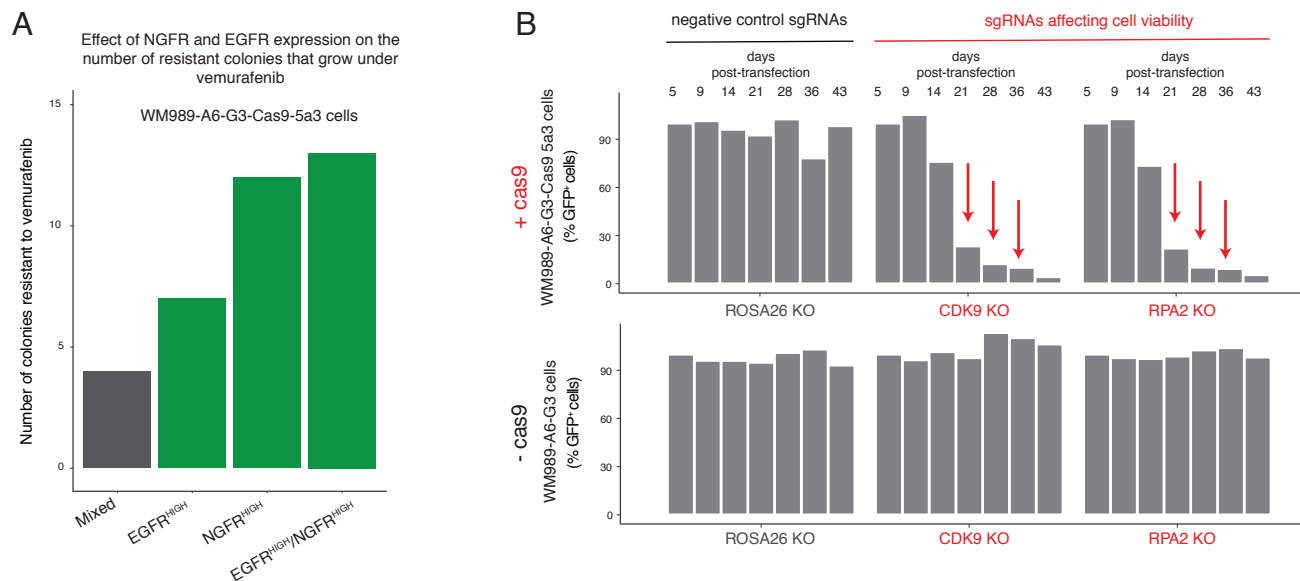 A
Effect of NGFR and EGFR expression on the
number of resistant colonies that grow under
vemurafenib
WM989-A6-G3-Cas9-5a3 cells
Number of colonies resistant to vemurafenib
15
10
5
0
Mixed
EGFRᴴᴵᴳᴴ
NGFRᴴᴵᴳᴴ
EGFRᴴᴵᴳᴴ/NGFRᴴᴵᴳᴴ
B
negative control sgRNAs
sgRNAs affecting cell viability
days
post-transfection
5 9 14 21 28 36 43
days
post-transfection
5 9 14 21 28 36 43
days
post-transfection
5 9 14 21 28 36 43
+ cas9
WM989-A6-G3-Cas9 5a3 cells
(% GFP⁺ cells)
90
60
30
0
ROSA26 KO
CDK9 KO
RPA2 KO
- cas9
WM989-A6-G3 cells
(% GFP⁺ cells)
90
60
30
0
ROSA26 KO
CDK9 KO
RPA2 KO